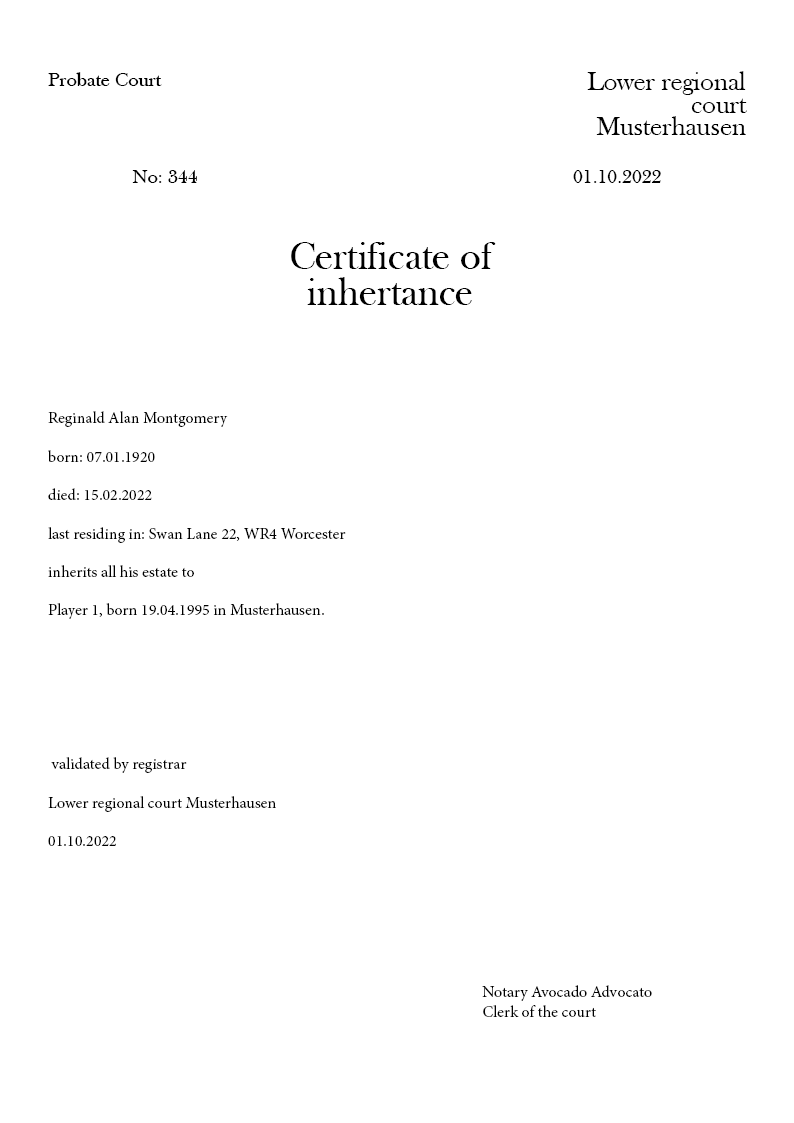 Probate Court
Lower regional
court
Musterhausen
No: 344
01.10.2022
Certificate of
inhertance
Reginald Alan Montgomery
born: 07.01.1920
died: 15.02.2022
last residing in: Swan Lane 22, WR4 Worcester
inherits all his estate to
Player 1, born 19.04.1995 in Musterhausen.
validated by registrar
Lower regional court Musterhausen
01.10.2022
Notary Avocado Advocato
Clerk of the court